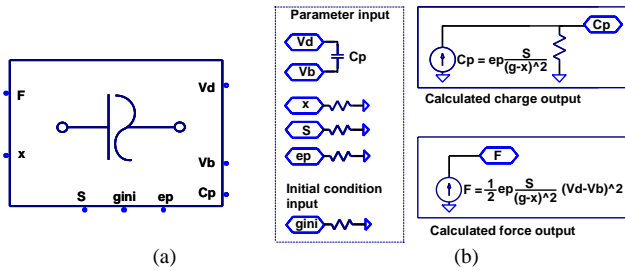 F
Vd
x
Vb
Cp
S gini ep
(a)
Parameter input
Vd
Cp
Vb
x
S
ep
Initial condition
input
gini
Cp
Cp = ep S/(g-x)^2
Calculated charge output
F
F = 1/2 ep S/(g-x)^2 (Vd-Vb)^2
Calculated force output
(b)